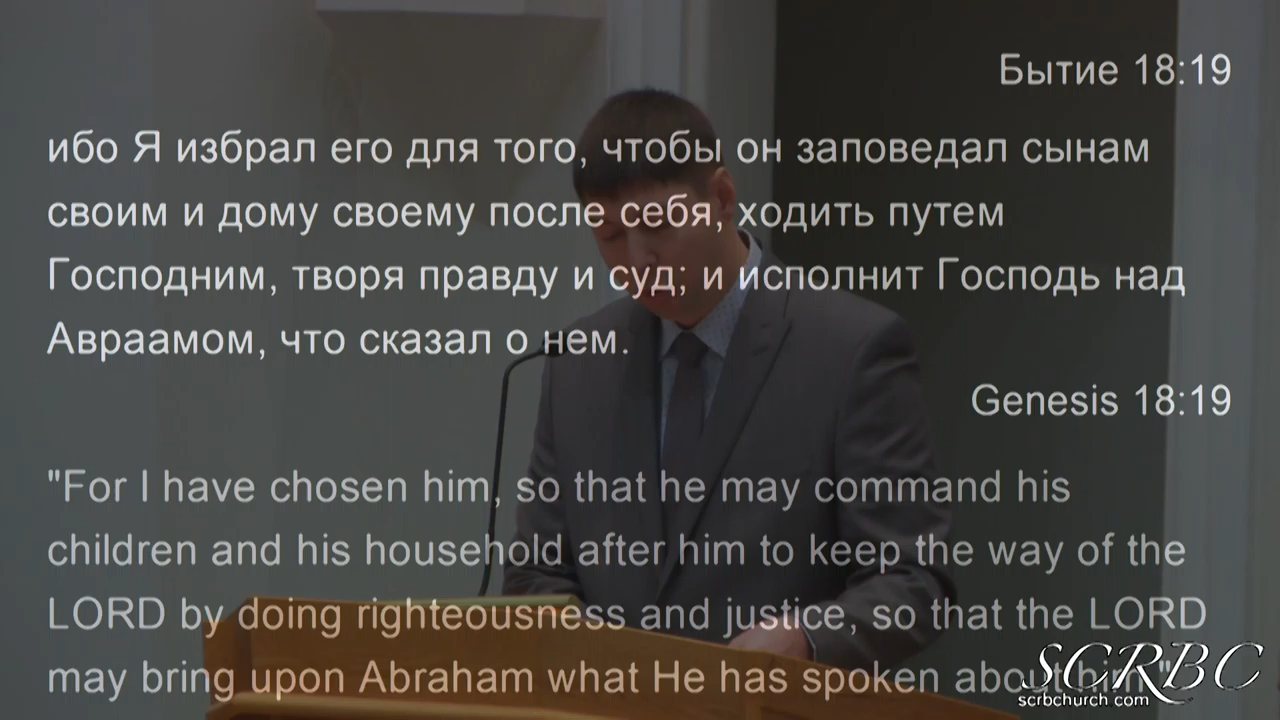 Бытие 18:19
ибо Я избрал его для того, чтобы он заповедал сынам
своим и дому своему после себя, ходить путем
Господним, творя правду и суд; и исполнит Господь над
Авраамом, что сказал о нем.
Genesis 18:19
"For I have chosen him, so that he may command his
children and his household after him to keep the way of the
LORD by doing righteousness and justice, so that the LORD
may bring upon Abraham what He has spoken about him."
SCRBC
scrbchurch.com